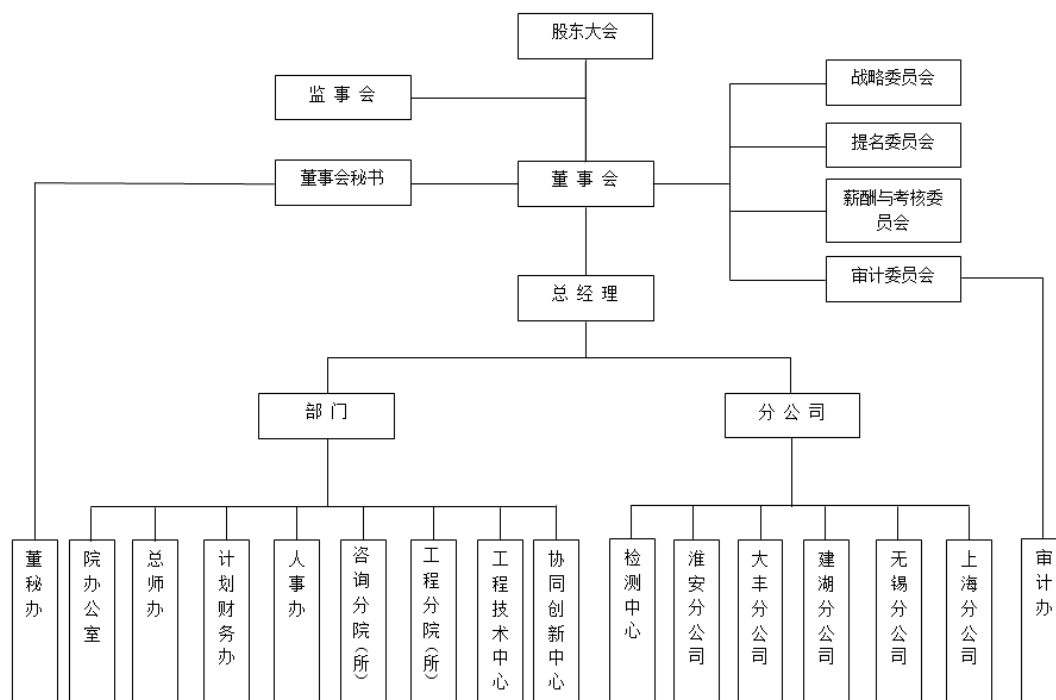 股东大会
监事会
战略委员会
提名委员会
董事会秘书
董事会
薪酬与考核委
员会
审计委员会
总经理
部门
分公司
董秘办
院办公室
总师办
计划财务办
人事办
咨询分院(所)
工程分院(所)
工程技术中心
协同创新中心
检测中心
淮安分公司
大丰分公司
建湖分公司
无锡分公司
上海分公司
审计办